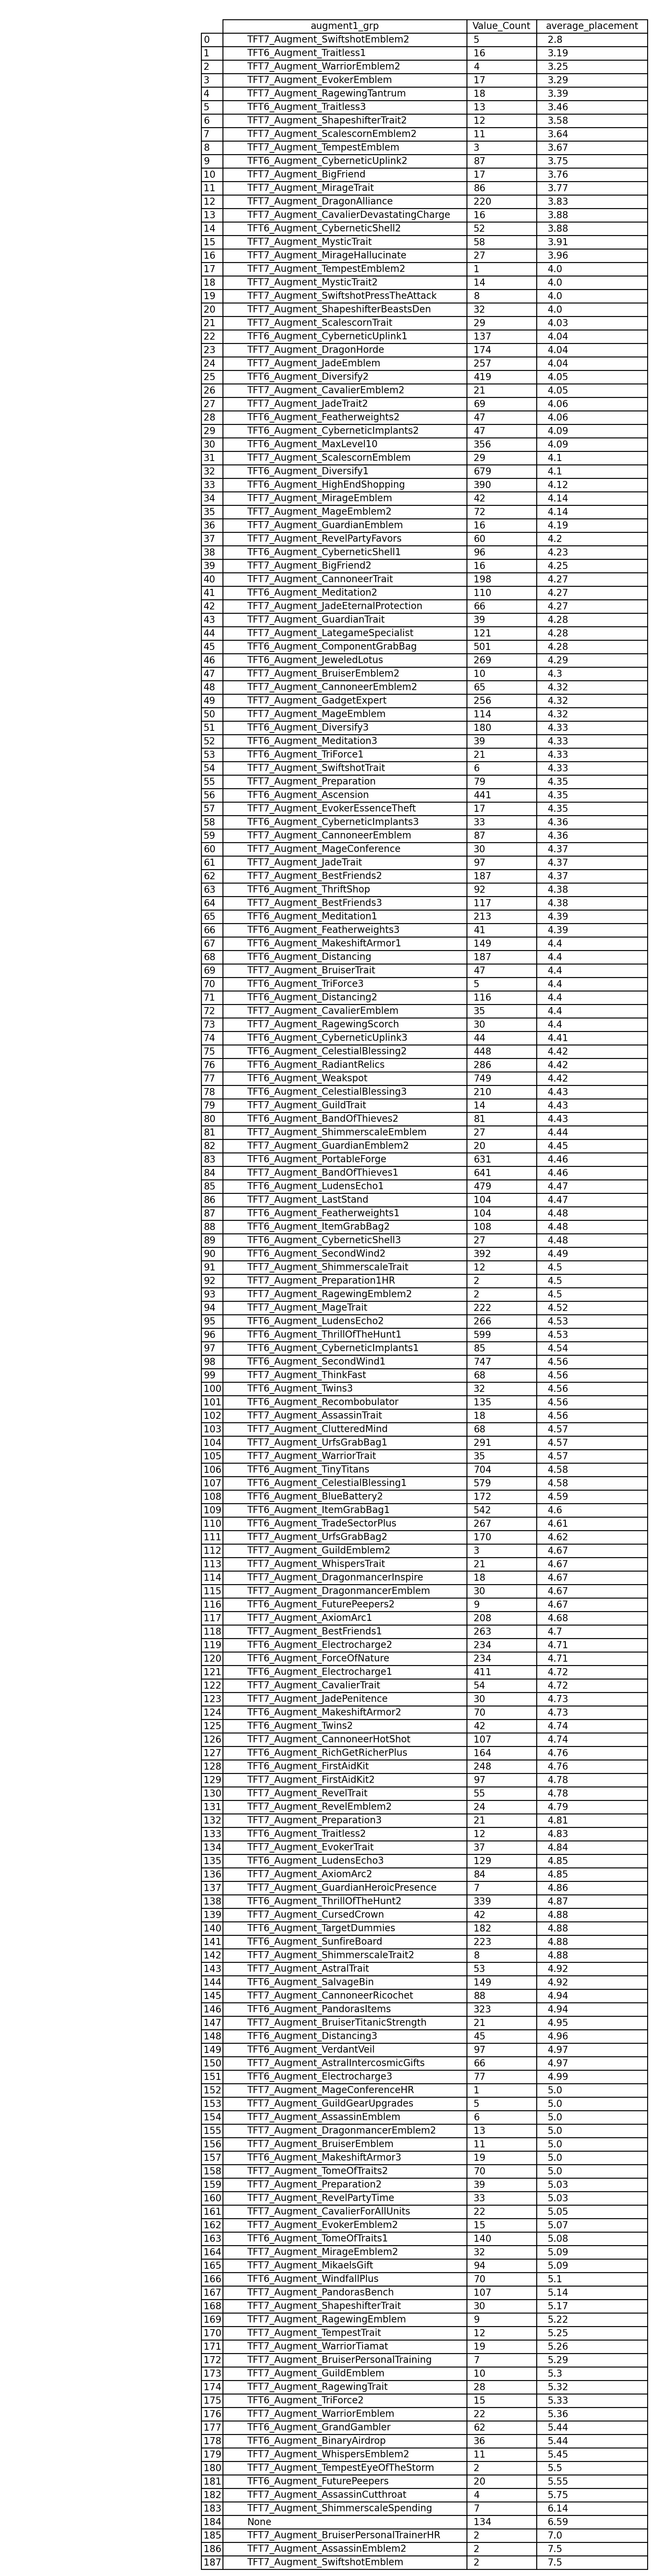 augment1_grp Value_Count average_placement
0 TFT7_Augment_SwiftshotEmblem2 5 2.8
1 TFT6_Augment_Traitless1 16 3.19
2 TFT7_Augment_WarriorEmblem2 4 3.25
3 TFT7_Augment_EvokerEmblem 17 3.29
4 TFT7_Augment_RagewingTantrum 18 3.39
5 TFT6_Augment_Traitless3 13 3.46
6 TFT7_Augment_ShapeshifterTrait2 12 3.58
7 TFT7_Augment_ScalescornEmblem2 11 3.64
8 TFT7_Augment_TempestEmblem 3 3.67
9 TFT6_Augment_CyberneticUplink2 87 3.75
10 TFT7_Augment_BigFriend 17 3.76
11 TFT7_Augment_MirageTrait 86 3.77
12 TFT7_Augment_DragonAlliance 220 3.83
13 TFT7_Augment_CavalierDevastatingCharge 16 3.88
14 TFT6_Augment_CyberneticShell2 52 3.88
15 TFT7_Augment_MysticTrait 58 3.91
16 TFT7_Augment_MirageHallucinate 27 3.96
17 TFT7_Augment_TempestEmblem2 1 4.0
18 TFT7_Augment_MysticTrait2 14 4.0
19 TFT7_Augment_SwiftshotPressTheAttack 8 4.0
20 TFT7_Augment_ShapeshifterBeastsDen 32 4.0
21 TFT7_Augment_ScalescornTrait 29 4.03
22 TFT6_Augment_CyberneticUplink1 137 4.04
23 TFT7_Augment_DragonHorde 174 4.04
24 TFT7_Augment_JadeEmblem 257 4.04
25 TFT6_Augment_Diversify2 419 4.05
26 TFT7_Augment_CavalierEmblem2 21 4.05
27 TFT7_Augment_JadeTrait2 69 4.06
28 TFT6_Augment_Featherweights2 47 4.06
29 TFT6_Augment_CyberneticImplants2 47 4.09
30 TFT6_Augment_MaxLevel10 356 4.09
31 TFT7_Augment_ScalescornEmblem 29 4.1
32 TFT6_Augment_Diversify1 679 4.1
33 TFT6_Augment_HighEndShopping 390 4.12
34 TFT7_Augment_MirageEmblem 42 4.14
35 TFT7_Augment_MageEmblem2 72 4.14
36 TFT7_Augment_GuardianEmblem 16 4.19
37 TFT7_Augment_RevelPartyFavors 60 4.2
38 TFT6_Augment_CyberneticShell1 96 4.23
39 TFT7_Augment_BigFriend2 16 4.25
40 TFT7_Augment_CannoneerTrait 198 4.27
41 TFT6_Augment_Meditation2 110 4.27
42 TFT7_Augment_JadeEternalProtection 66 4.27
43 TFT7_Augment_GuardianTrait 39 4.28
44 TFT7_Augment_LategameSpecialist 121 4.28
45 TFT6_Augment_ComponentGrabBag 501 4.28
46 TFT6_Augment_JeweledLotus 269 4.29
47 TFT7_Augment_BruiserEmblem2 10 4.3
48 TFT7_Augment_CannoneerEmblem2 65 4.32
49 TFT7_Augment_GadgetExpert 256 4.32
50 TFT7_Augment_MageEmblem 114 4.32
51 TFT6_Augment_Diversify3 180 4.33
52 TFT6_Augment_Meditation3 39 4.33
53 TFT6_Augment_TriForce1 21 4.33
54 TFT7_Augment_SwiftshotTrait 6 4.33
55 TFT7_Augment_Preparation 79 4.35
56 TFT6_Augment_Ascension 441 4.35
57 TFT7_Augment_EvokerEssenceTheft 17 4.35
58 TFT6_Augment_CyberneticImplants3 33 4.36
59 TFT7_Augment_CannoneerEmblem 87 4.36
60 TFT7_Augment_MageConference 30 4.37
61 TFT7_Augment_JadeTrait 97 4.37
62 TFT7_Augment_BestFriends2 187 4.37
63 TFT6_Augment_ThriftShop 92 4.38
64 TFT7_Augment_BestFriends3 117 4.38
65 TFT6_Augment_Meditation1 213 4.39
66 TFT6_Augment_Featherweights3 41 4.39
67 TFT6_Augment_MakeshiftArmor1 149 4.4
68 TFT6_Augment_Distancing 187 4.4
69 TFT7_Augment_BruiserTrait 47 4.4
70 TFT6_Augment_TriForce3 5 4.4
71 TFT6_Augment_Distancing2 116 4.4
72 TFT7_Augment_CavalierEmblem 35 4.4
73 TFT7_Augment_RagewingScorch 30 4.4
74 TFT6_Augment_CyberneticUplink3 44 4.41
75 TFT6_Augment_CelestialBlessing2 448 4.42
76 TFT6_Augment_RadiantRelics 286 4.42
77 TFT6_Augment_Weakspot 749 4.42
78 TFT6_Augment_CelestialBlessing3 210 4.43
79 TFT7_Augment_GuildTrait 14 4.43
80 TFT6_Augment_BandOfThieves2 81 4.43
81 TFT7_Augment_ShimmerscaleEmblem 27 4.44
82 TFT7_Augment_GuardianEmblem2 20 4.45
83 TFT6_Augment_PortableForge 631 4.46
84 TFT7_Augment_BandOfThieves1 641 4.46
85 TFT6_Augment_LudensEcho1 479 4.47
86 TFT7_Augment_LastStand 104 4.47
87 TFT6_Augment_Featherweights1 104 4.48
88 TFT6_Augment_ItemGrabBag2 108 4.48
89 TFT6_Augment_CyberneticShell3 27 4.48
90 TFT6_Augment_SecondWind2 392 4.49
91 TFT7_Augment_ShimmerscaleTrait 12 4.5
92 TFT7_Augment_Preparation1HR 2 4.5
93 TFT7_Augment_RagewingEmblem2 2 4.5
94 TFT7_Augment_MageTrait 222 4.52
95 TFT6_Augment_LudensEcho2 266 4.53
96 TFT6_Augment_ThrillOfTheHunt1 599 4.53
97 TFT6_Augment_CyberneticImplants1 85 4.54
98 TFT6_Augment_SecondWind1 747 4.56
99 TFT7_Augment_ThinkFast 68 4.56
100 TFT6_Augment_Twins3 32 4.56
101 TFT6_Augment_Recombobulator 135 4.56
102 TFT7_Augment_AssassinTrait 18 4.56
103 TFT7_Augment_ClutteredMind 68 4.57
104 TFT7_Augment_UrfsGrabBag1 291 4.57
105 TFT7_Augment_WarriorTrait 35 4.57
106 TFT6_Augment_TinyTitans 704 4.58
107 TFT6_Augment_CelestialBlessing1 579 4.58
108 TFT6_Augment_BlueBattery2 172 4.59
109 TFT6_Augment_ItemGrabBag1 542 4.6
110 TFT6_Augment_TradeSectorPlus 267 4.61
111 TFT7_Augment_UrfsGrabBag2 170 4.62
112 TFT7_Augment_GuildEmblem2 3 4.67
113 TFT7_Augment_WhispersTrait 21 4.67
114 TFT7_Augment_DragonmancerInspire 18 4.67
115 TFT7_Augment_DragonmancerEmblem 30 4.67
116 TFT6_Augment_FuturePeepers2 9 4.67
117 TFT7_Augment_AxiomArc1 208 4.68
118 TFT7_Augment_BestFriends1 263 4.7
119 TFT6_Augment_Electrocharge2 234 4.71
120 TFT6_Augment_ForceOfNature 234 4.71
121 TFT6_Augment_Electrocharge1 411 4.72
122 TFT7_Augment_CavalierTrait 54 4.72
123 TFT7_Augment_JadePenitence 30 4.73
124 TFT6_Augment_MakeshiftArmor2 70 4.73
125 TFT6_Augment_Twins2 42 4.74
126 TFT7_Augment_CannoneerHotShot 107 4.74
127 TFT6_Augment_RichGetRicherPlus 164 4.76
128 TFT6_Augment_FirstAidKit 248 4.76
129 TFT7_Augment_FirstAidKit2 97 4.78
130 TFT7_Augment_RevelTrait 55 4.78
131 TFT7_Augment_RevelEmblem2 24 4.79
132 TFT7_Augment_Preparation3 21 4.81
133 TFT6_Augment_Traitless2 12 4.83
134 TFT7_Augment_EvokerTrait 37 4.84
135 TFT6_Augment_LudensEcho3 129 4.85
136 TFT7_Augment_AxiomArc2 84 4.85
137 TFT7_Augment_GuardianHeroicPresence 7 4.86
138 TFT6_Augment_ThrillOfTheHunt2 339 4.87
139 TFT7_Augment_CursedCrown 42 4.88
140 TFT6_Augment_TargetDummies 182 4.88
141 TFT6_Augment_SunfireBoard 223 4.88
142 TFT7_Augment_ShimmerscaleTrait2 8 4.88
143 TFT7_Augment_AstralTrait 53 4.92
144 TFT6_Augment_SalvageBin 149 4.92
145 TFT7_Augment_CannoneerRicochet 88 4.94
146 TFT6_Augment_PandorasItems 323 4.94
147 TFT7_Augment_BruiserTitanicStrength 21 4.95
148 TFT6_Augment_Distancing3 45 4.96
149 TFT6_Augment_VerdantVeil 97 4.97
150 TFT7_Augment_AstralIntercosmicGifts 66 4.97
151 TFT6_Augment_Electrocharge3 77 4.99
152 TFT7_Augment_MageConferenceHR 1 5.0
153 TFT7_Augment_GuildGearUpgrades 5 5.0
154 TFT7_Augment_AssassinEmblem 6 5.0
155 TFT7_Augment_DragonmancerEmblem2 13 5.0
156 TFT7_Augment_BruiserEmblem 11 5.0
157 TFT6_Augment_MakeshiftArmor3 19 5.0
158 TFT7_Augment_TomeOfTraits2 70 5.0
159 TFT7_Augment_Preparation2 39 5.03
160 TFT7_Augment_RevelPartyTime 33 5.03
161 TFT7_Augment_CavalierForAllUnits 22 5.05
162 TFT7_Augment_EvokerEmblem2 15 5.07
163 TFT6_Augment_TomeOfTraits1 140 5.08
164 TFT7_Augment_MirageEmblem2 32 5.09
165 TFT7_Augment_MikaelsGift 94 5.09
166 TFT6_Augment_WindfallPlus 70 5.1
167 TFT7_Augment_PandorasBench 107 5.14
168 TFT7_Augment_ShapeshifterTrait 30 5.17
169 TFT7_Augment_RagewingEmblem 9 5.22
170 TFT7_Augment_TempestTrait 12 5.25
171 TFT7_Augment_WarriorTiamat 19 5.26
172 TFT7_Augment_BruiserPersonalTraining 7 5.29
173 TFT7_Augment_GuildEmblem 10 5.3
174 TFT7_Augment_RagewingTrait 28 5.32
175 TFT6_Augment_TriForce2 15 5.33
176 TFT7_Augment_WarriorEmblem 22 5.36
177 TFT6_Augment_GrandGambler 62 5.44
178 TFT6_Augment_BinaryAirdrop 36 5.44
179 TFT7_Augment_WhispersEmblem2 11 5.45
180 TFT7_Augment_TempestEyeOfTheStorm 2 5.5
181 TFT6_Augment_FuturePeepers 20 5.55
182 TFT7_Augment_AssassinCutthroat 4 5.75
183 TFT7_Augment_ShimmerscaleSpending 7 6.14
184 None 134 6.59
185 TFT7_Augment_BruiserPersonalTrainerHR 2 7.0
186 TFT7_Augment_AssassinEmblem2 2 7.5
187 TFT7_Augment_SwiftshotEmblem 2 7.5